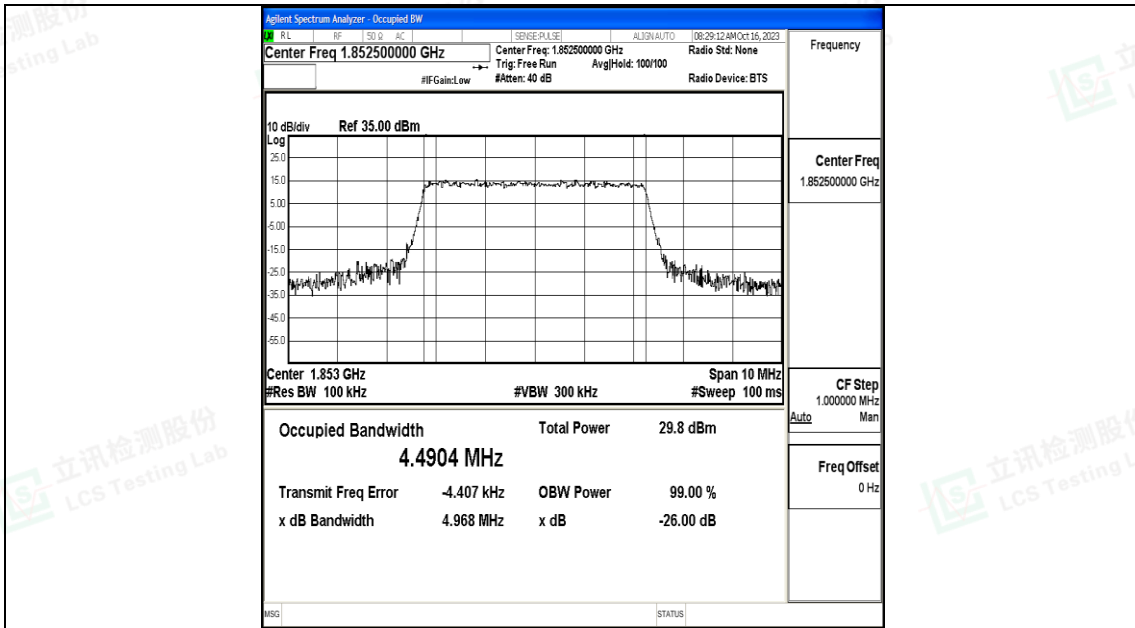 Agilent Spectrum Analyzer - Occupied BW
RL RF 50 Ω AC SENSE:PULSE ALIGN AUTO 08:29:12 AM Oct 16, 2023
Center Freq 1.852500000 GHz
Center Freq: 1.852500000 GHz
Radio Std: None
Trig: Free Run Avg|Hold: 100/100
#IFGain:Low
#Atten: 40 dB
Radio Device: BTS
Frequency
10 dB/div Ref 35.00 dBm
Log
25.0
15.0
5.00
-5.00
-15.0
-25.0
-35.0
-45.0
-55.0
Center Freq
1.852500000 GHz
Center 1.853 GHz
Span 10 MHz
#Res BW 100 kHz
#VBW 300 kHz
#Sweep 100 ms
CF Step
1.000000 MHz
Auto Man
Occupied Bandwidth
Total Power 29.8 dBm
4.4904 MHz
Transmit Freq Error -4.407 kHz
OBW Power 99.00 %
x dB Bandwidth 4.968 MHz
x dB -26.00 dB
Freq Offset
0 Hz
MSG STATUS
立讯检测股份
LCS Testing Lab
立讯检测股份